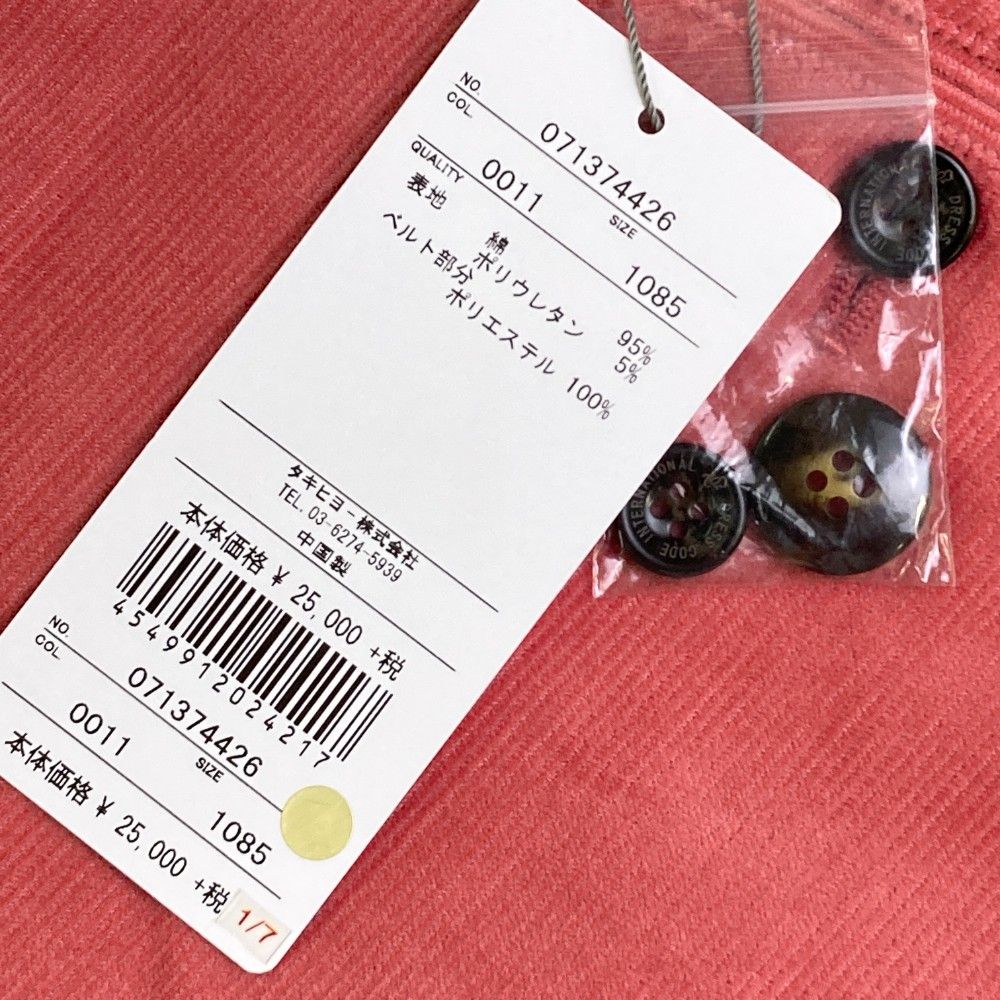 NO. 071374426
COL. 0011 SIZE 1085
QUALITY
表地
綿 95%
ポリウレタン 5%
ベルト部分
ポリエステル 100%
タキヒヨー株式会社
TEL. 03-6274-5939
中国製
本体価格 ¥ 25,000 +税
4549912024217
NO. 071374426
COL. 0011 SIZE 1085
本体価格 ¥ 25,000 +税
1/7
DRESS CODE INTERNATIONAL
DRESS CODE INTERNATIONAL